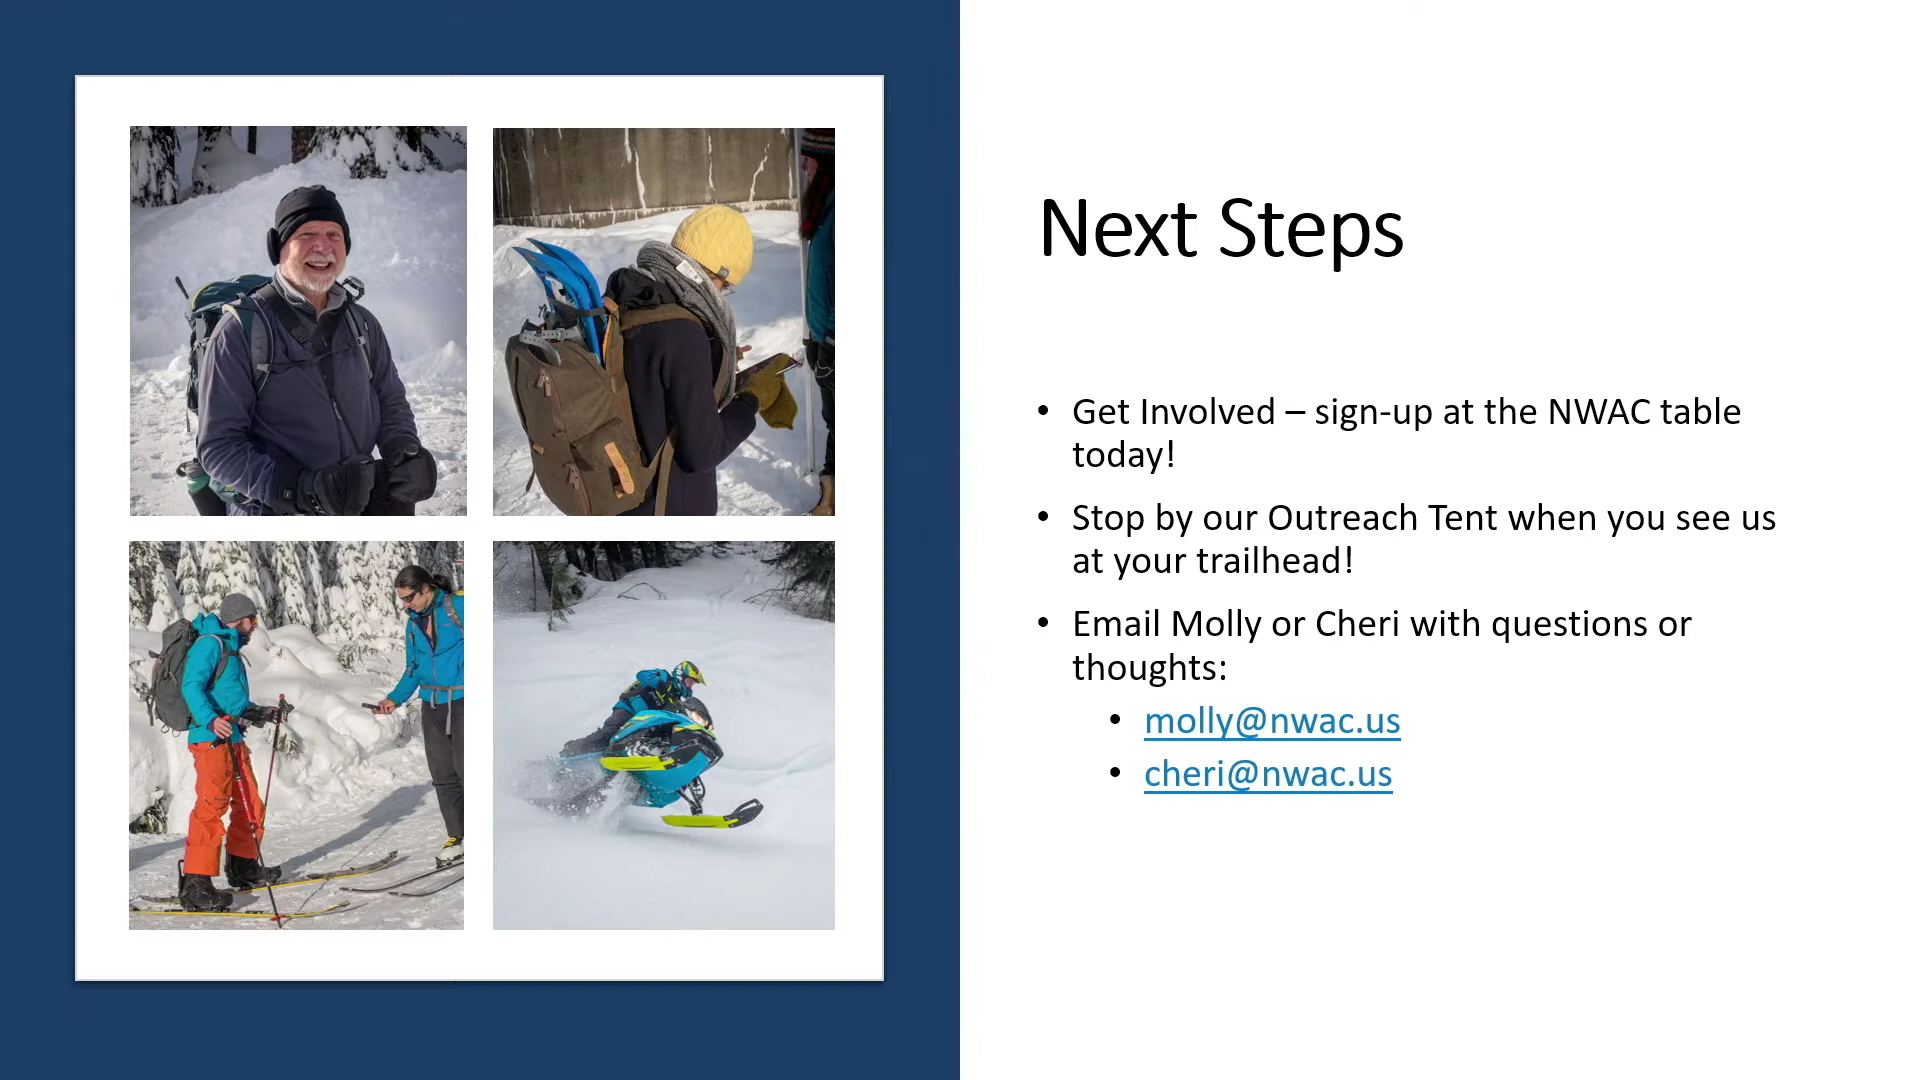 Next Steps
• Get Involved – sign-up at the NWAC table
today!
• Stop by our Outreach Tent when you see us
at your trailhead!
• Email Molly or Cheri with questions or
thoughts:
• molly@nwac.us
• cheri@nwac.us